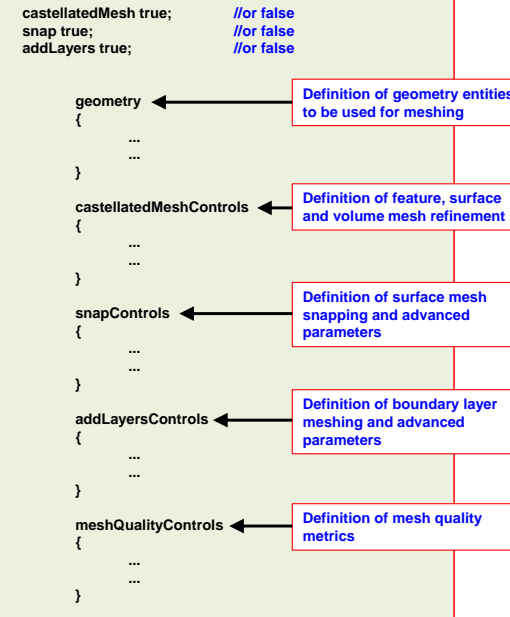 castellatedMesh true; //or false
snap true; //or false
addLayers true; //or false
geometry
{
...
...
}
Definition of geometry entities
to be used for meshing
castellatedMeshControls
{
...
...
}
Definition of feature, surface
and volume mesh refinement
snapControls
{
...
...
}
Definition of surface mesh
snapping and advanced
parameters
addLayersControls
{
...
...
}
Definition of boundary layer
meshing and advanced
parameters
meshQualityControls
{
...
...
}
Definition of mesh quality
metrics